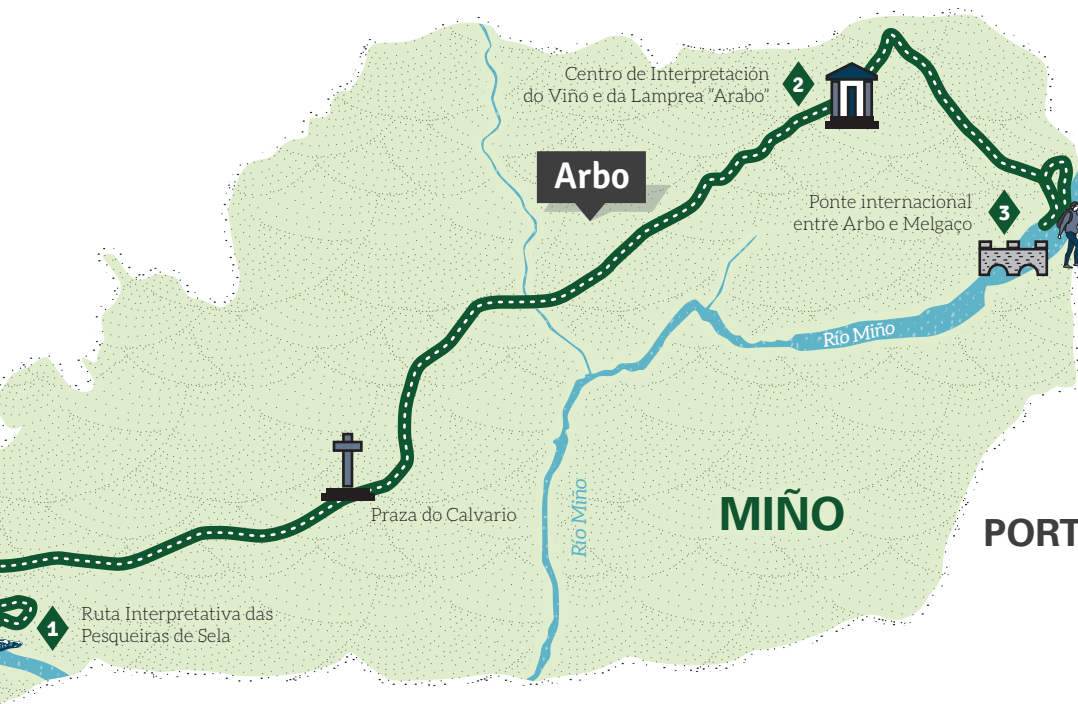 Centro de Interpretación
do Viño e da Lamprea "Arabo"
2
Arbo
Ponte internacional
entre Arbo e Melgaço
3
Río Miño
Praza do Calvario
Río Miño
MIÑO
PORT
1
Ruta Interpretativa das
Pesqueiras de Sela